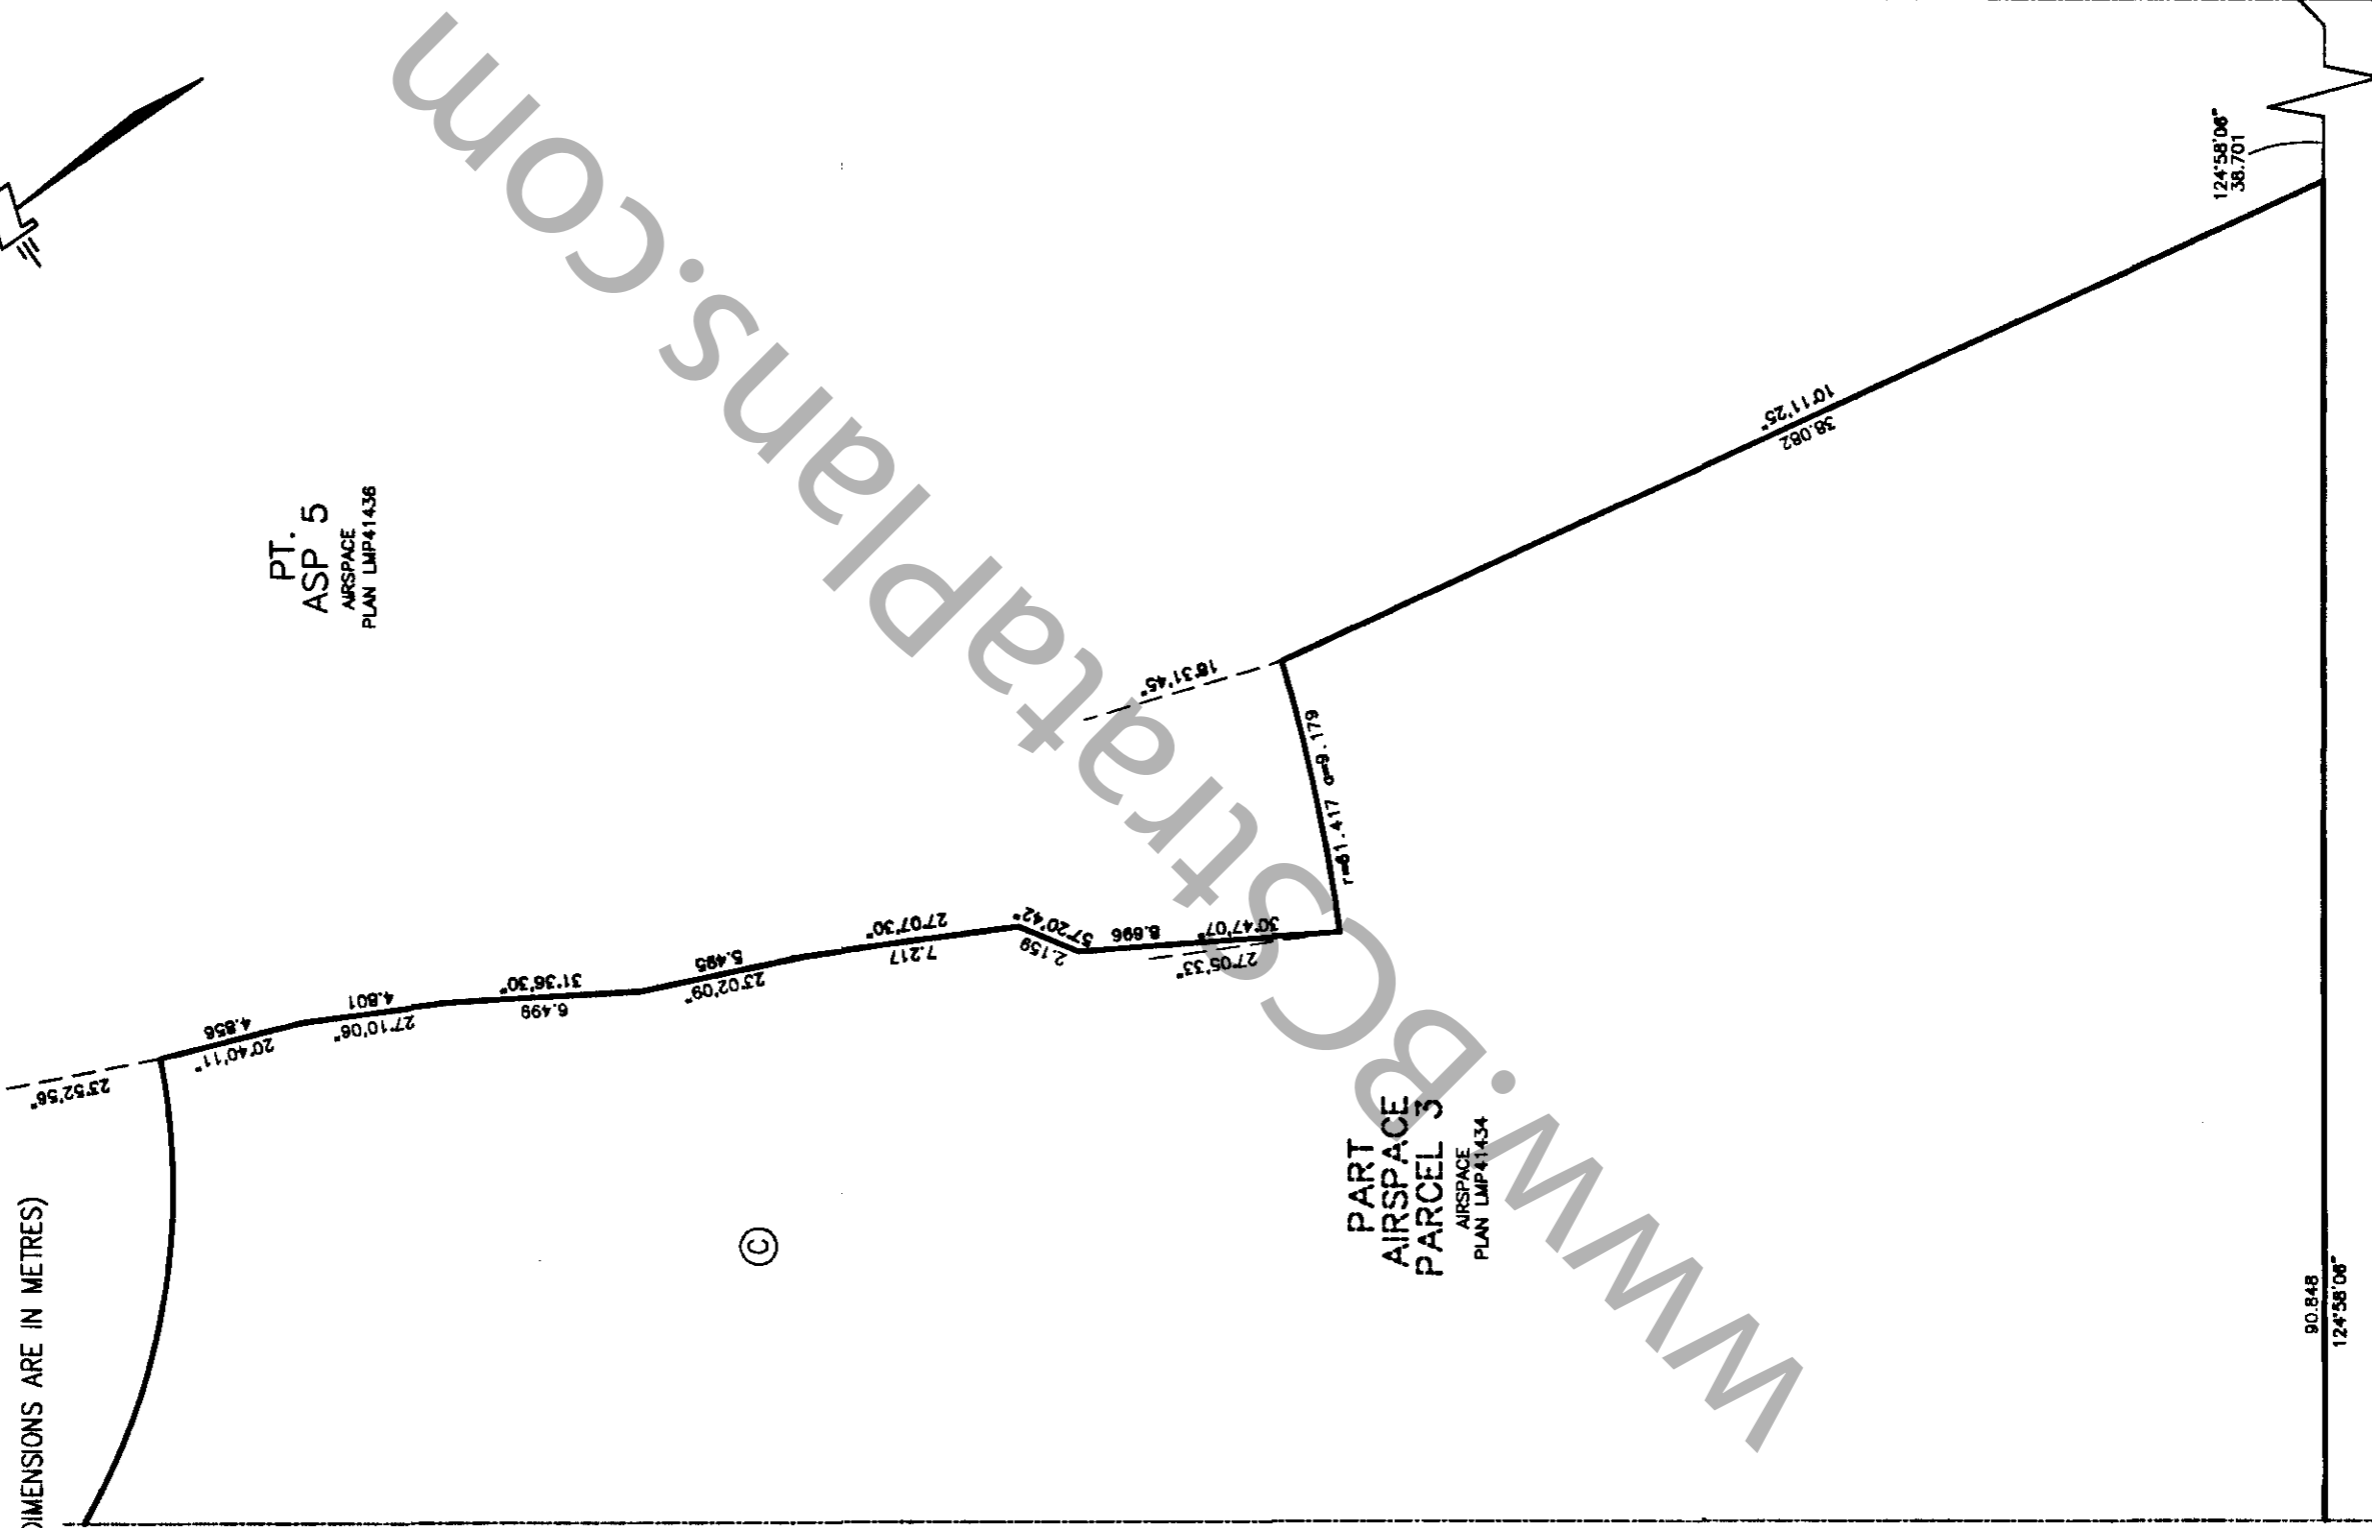 DIMENSIONS ARE IN METRES)
PT.
ASP 5
AIRSPACE
PLAN LMP41436
23°52'56"
4.856
20°40'11"
4.801
27°10'06"
31°36'30"
6.499
5.495
23°02'09"
27°07'30"
7.217
57°20'42"
2.159
8.696
30°47'07"
27°05'33"
r=61.417 a=9.179
16°31'45"
10°11'25"
38.082
124°58'06"
38.701
©
PART
AIRSPACE
PARCEL 3
AIRSPACE
PLAN LMP41434
90.848
124°58'06"
www.BCStrataPlans.com